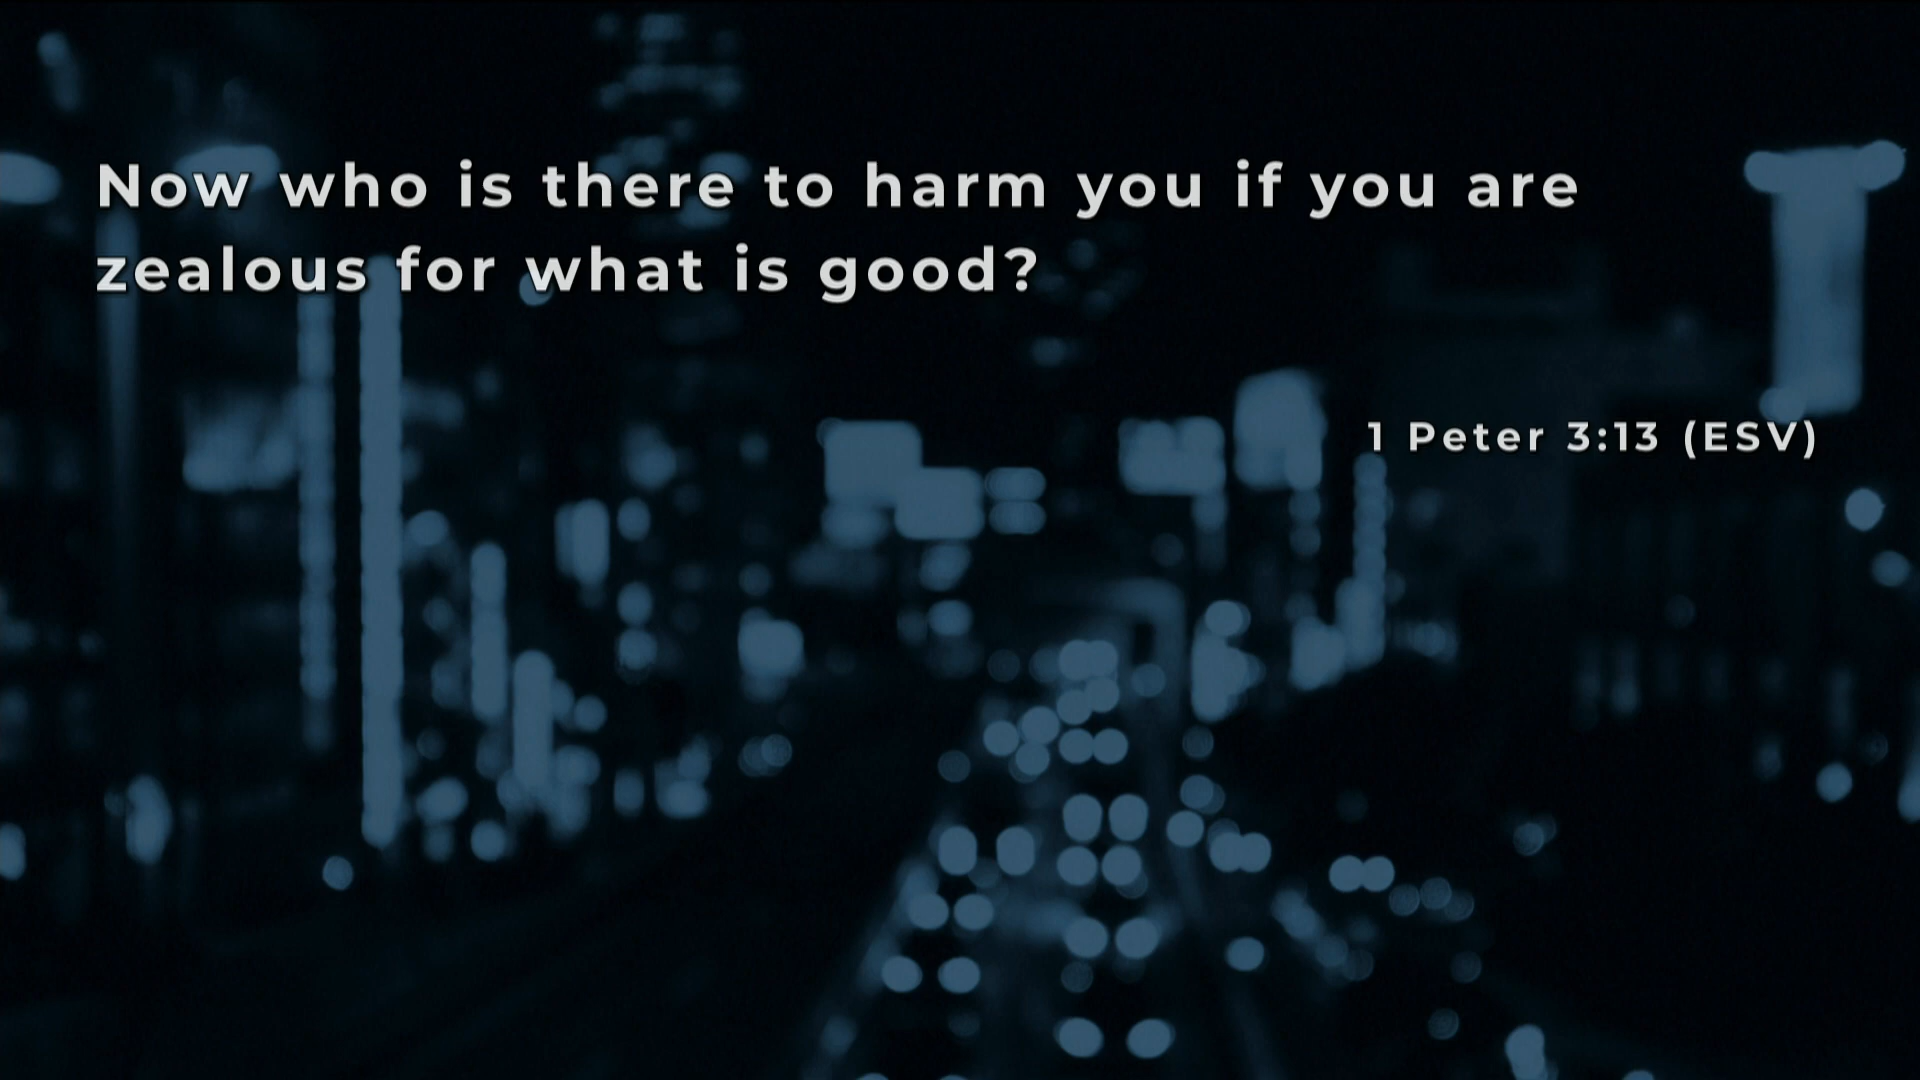 Now who is there to harm you if you are
zealous for what is good?
1 Peter 3:13 (ESV)